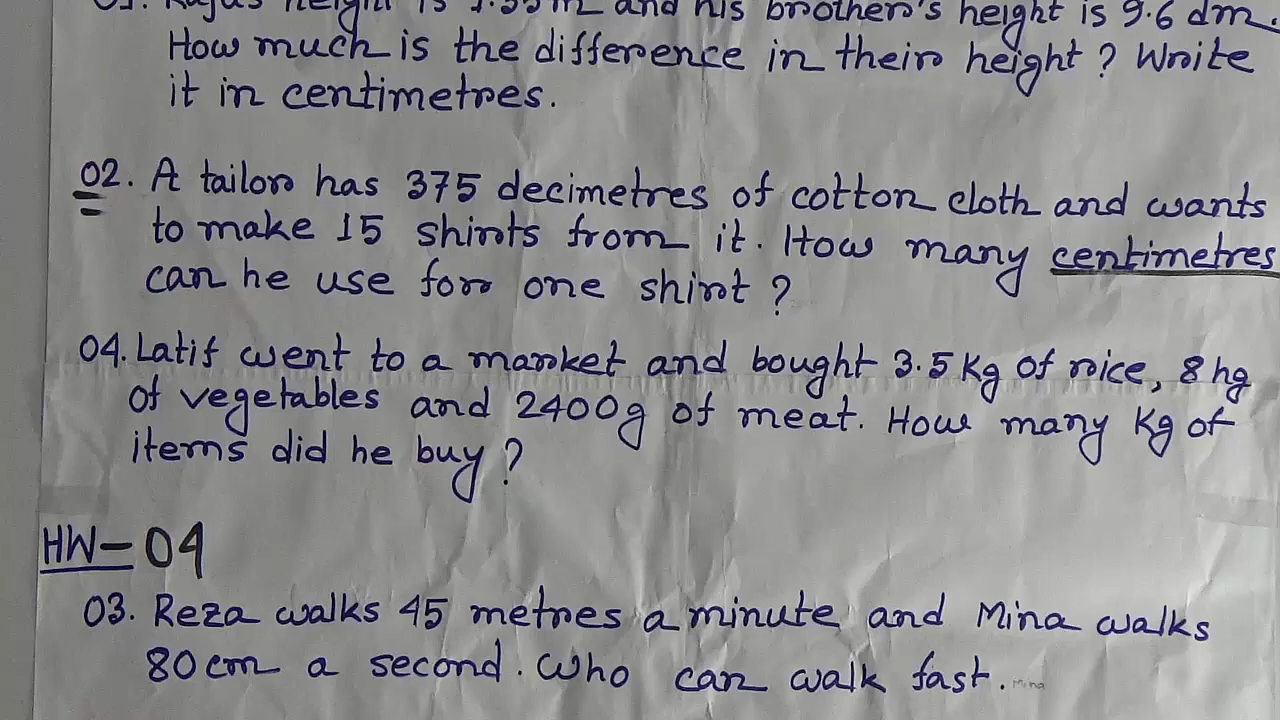 height is and his brother's height is 9.6 dm.
How much is the difference in their height? Write
it in centimetres.
02. A tailor has 375 decimetres of cotton cloth and wants
to make 15 shirts from it. How many centimetres
can he use for one shirt?
04. Latif went to a market and bought 3.5 Kg of rice, 8 hg
of vegetables and 2400g of meat. How many Kg of
items did he buy?
HW-04
03. Reza walks 45 metres a minute and Mina walks
80cm a second. Who can walk fast. Mina